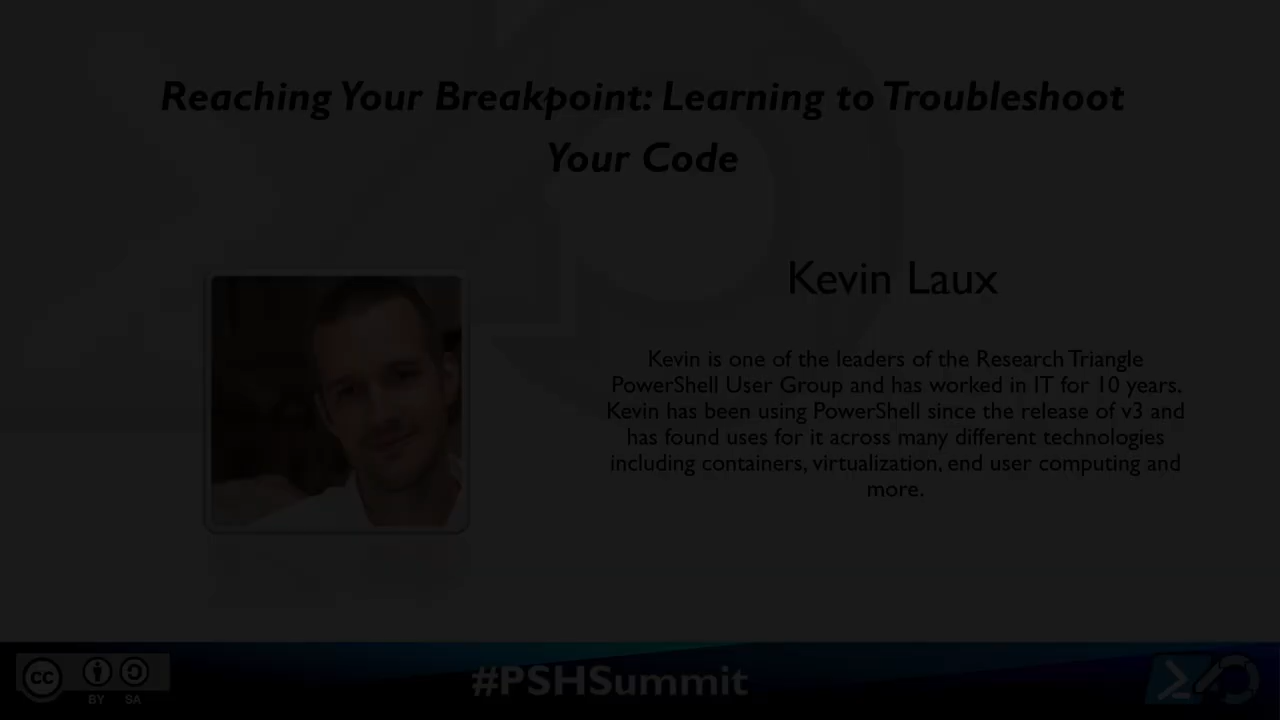 Reaching Your Breakpoint: Learning to Troubleshoot
Your Code
Kevin Laux
Kevin is one of the leaders of the Research Triangle
PowerShell User Group and has worked in IT for 10 years.
Kevin has been using PowerShell since the release of v3 and
has found uses for it across many different technologies
including containers, virtualization, end user computing and
more.
CC
BY SA
#PSHSummit